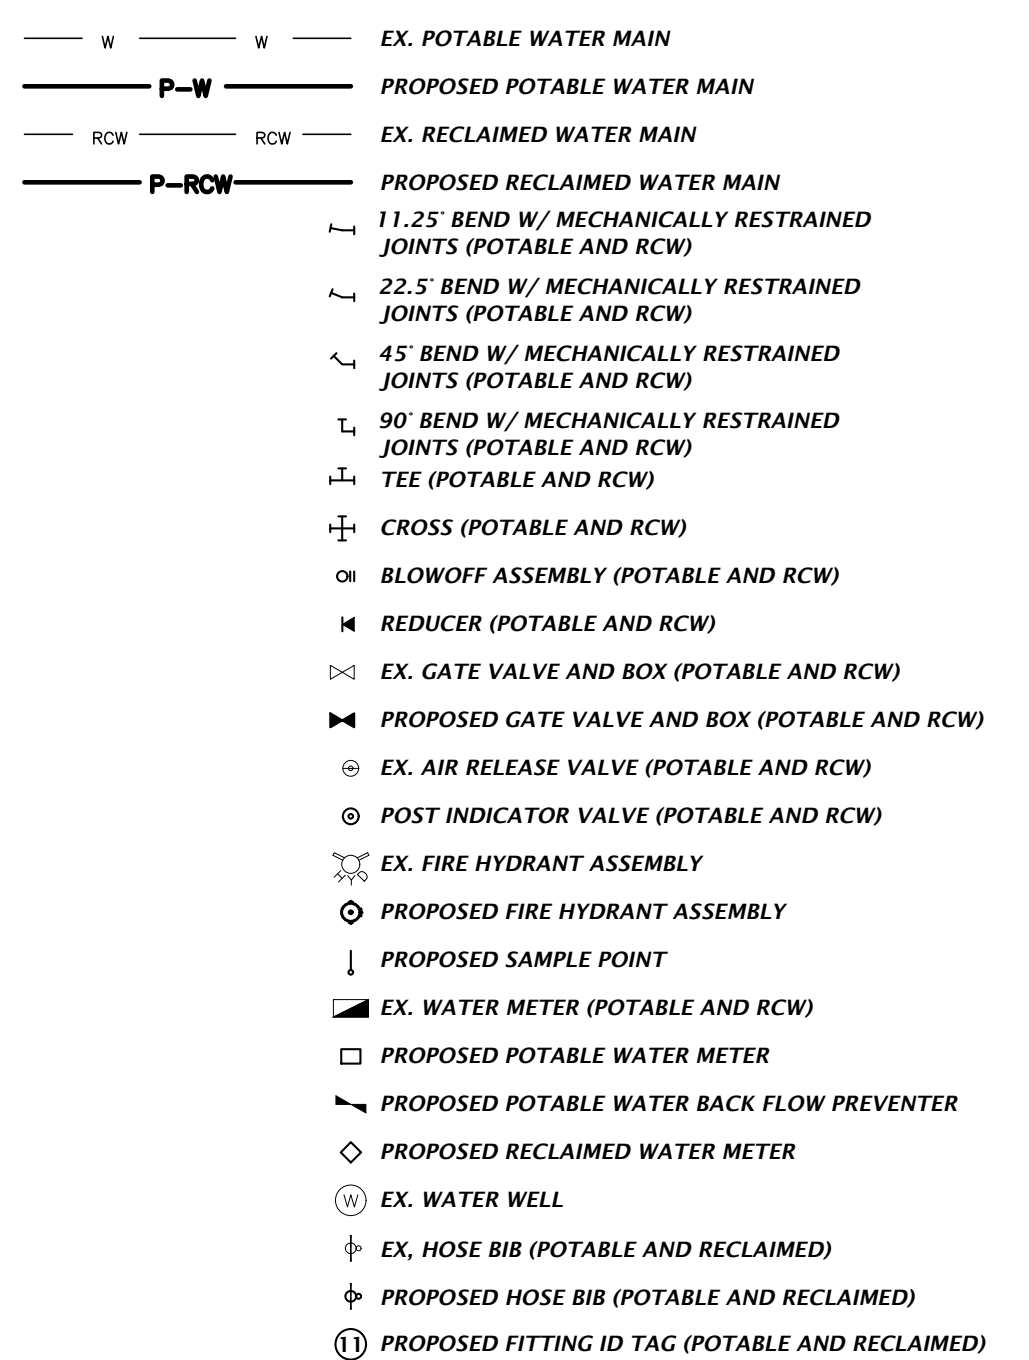 W W EX. POTABLE WATER MAIN
P-W PROPOSED POTABLE WATER MAIN
RCW RCW EX. RECLAIMED WATER MAIN
P-RCW PROPOSED RECLAIMED WATER MAIN
11.25° BEND W/ MECHANICALLY RESTRAINED
JOINTS (POTABLE AND RCW)
22.5° BEND W/ MECHANICALLY RESTRAINED
JOINTS (POTABLE AND RCW)
45° BEND W/ MECHANICALLY RESTRAINED
JOINTS (POTABLE AND RCW)
90° BEND W/ MECHANICALLY RESTRAINED
JOINTS (POTABLE AND RCW)
TEE (POTABLE AND RCW)
CROSS (POTABLE AND RCW)
BLOWOFF ASSEMBLY (POTABLE AND RCW)
REDUCER (POTABLE AND RCW)
EX. GATE VALVE AND BOX (POTABLE AND RCW)
PROPOSED GATE VALVE AND BOX (POTABLE AND RCW)
EX. AIR RELEASE VALVE (POTABLE AND RCW)
POST INDICATOR VALVE (POTABLE AND RCW)
HYD EX. FIRE HYDRANT ASSEMBLY
PROPOSED FIRE HYDRANT ASSEMBLY
PROPOSED SAMPLE POINT
EX. WATER METER (POTABLE AND RCW)
PROPOSED POTABLE WATER METER
PROPOSED POTABLE WATER BACK FLOW PREVENTER
PROPOSED RECLAIMED WATER METER
W EX. WATER WELL
EX, HOSE BIB (POTABLE AND RECLAIMED)
PROPOSED HOSE BIB (POTABLE AND RECLAIMED)
11 PROPOSED FITTING ID TAG (POTABLE AND RECLAIMED)